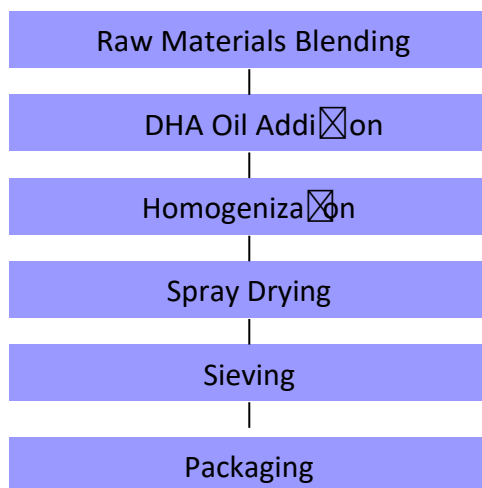 Raw Materials Blending
DHA Oil Addi☒on
Homogeniza☒on
Spray Drying
Sieving
Packaging